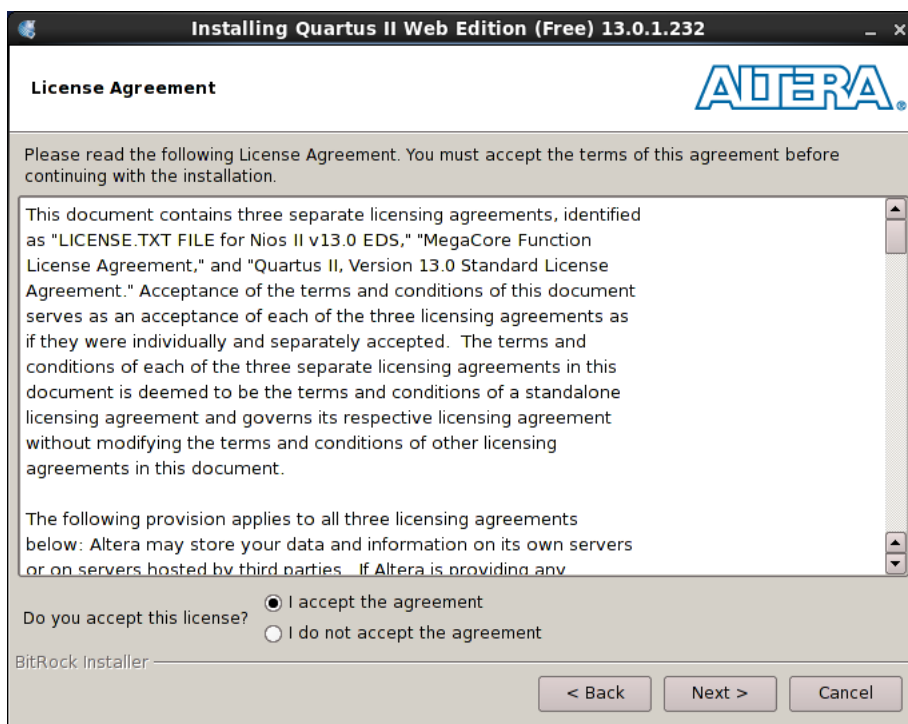 Installing Quartus II Web Edition (Free) 13.0.1.232
License Agreement
ALTERA®
Please read the following License Agreement. You must accept the terms of this agreement before
continuing with the installation.
This document contains three separate licensing agreements, identified
as "LICENSE.TXT FILE for Nios II v13.0 EDS," "MegaCore Function
License Agreement," and "Quartus II, Version 13.0 Standard License
Agreement." Acceptance of the terms and conditions of this document
serves as an acceptance of each of the three licensing agreements as
if they were individually and separately accepted.  The terms and
conditions of each of the three separate licensing agreements in this
document is deemed to be the terms and conditions of a standalone
licensing agreement and governs its respective licensing agreement
without modifying the terms and conditions of other licensing
agreements in this document.
The following provision applies to all three licensing agreements
below: Altera may store your data and information on its own servers
or on servers hosted by third parties.  If Altera is providing any
Do you accept this license?
I accept the agreement
I do not accept the agreement
BitRock Installer
< Back
Next >
Cancel